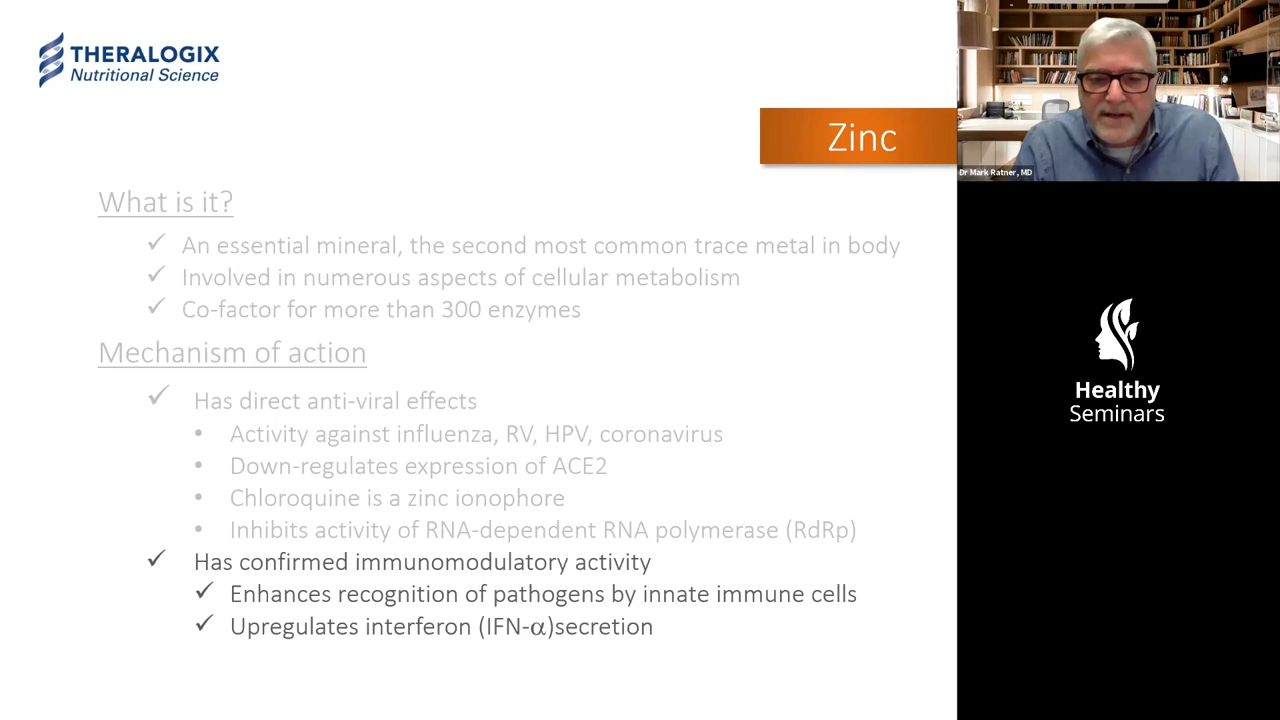 THERALOGIX
Nutritional Science
Zinc
Dr Mark Ratner, MD
What is it?
✓ An essential mineral, the second most common trace metal in body
✓ Involved in numerous aspects of cellular metabolism
✓ Co-factor for more than 300 enzymes
Mechanism of action
✓ Has direct anti-viral effects
• Activity against influenza, RV, HPV, coronavirus
• Down-regulates expression of ACE2
• Chloroquine is a zinc ionophore
• Inhibits activity of RNA-dependent RNA polymerase (RdRp)
✓ Has confirmed immunomodulatory activity
✓ Enhances recognition of pathogens by innate immune cells
✓ Upregulates interferon (IFN-α)secretion
Healthy
Seminars